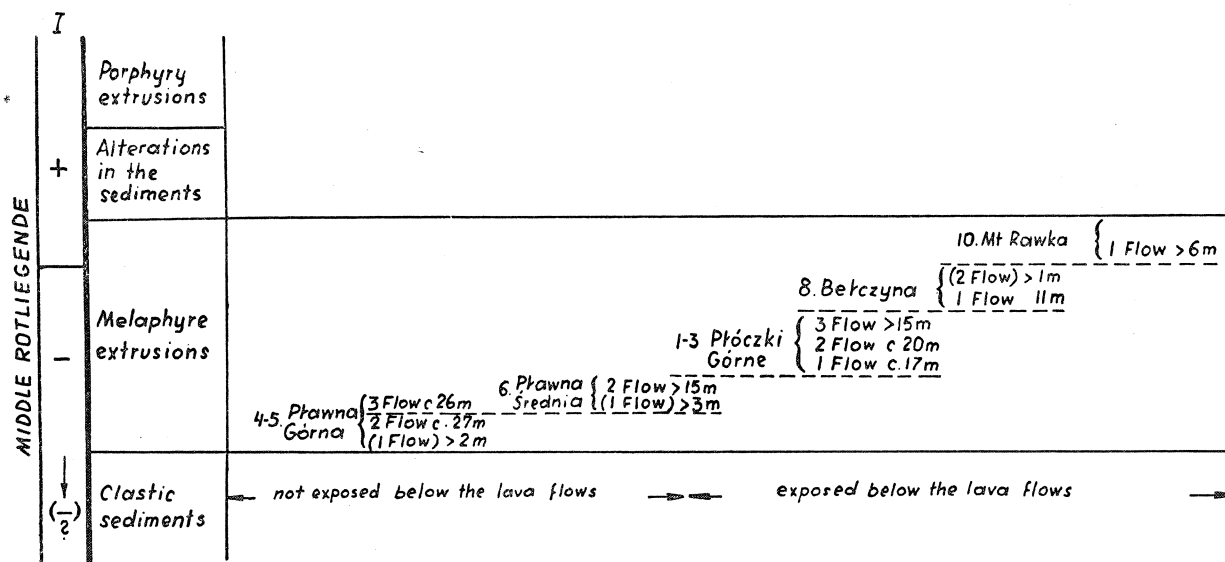 I
MIDDLE ROTLIEGENDE
+
-
(-/2)
Porphyry
extrusions
Alterations
in the
sediments
Melaphyre
extrusions
Clastic
sediments
10. Mt Rawka { 1 Flow >6m
8. Bełczyna { (2 Flow) >1m
1 Flow 11m
1-3 Płóczki
Górne
{ 3 Flow >15m
2 Flow c 20m
1 Flow c.17m
6. Pławna
Średnia
{ 2 Flow >15m
(1 Flow) >3m
4-5. Pławna
Górna
{ 3 Flow c 26m
2 Flow c. 27m
(1 Flow) >2m
← not exposed below the lava flows →
← exposed below the lava flows →